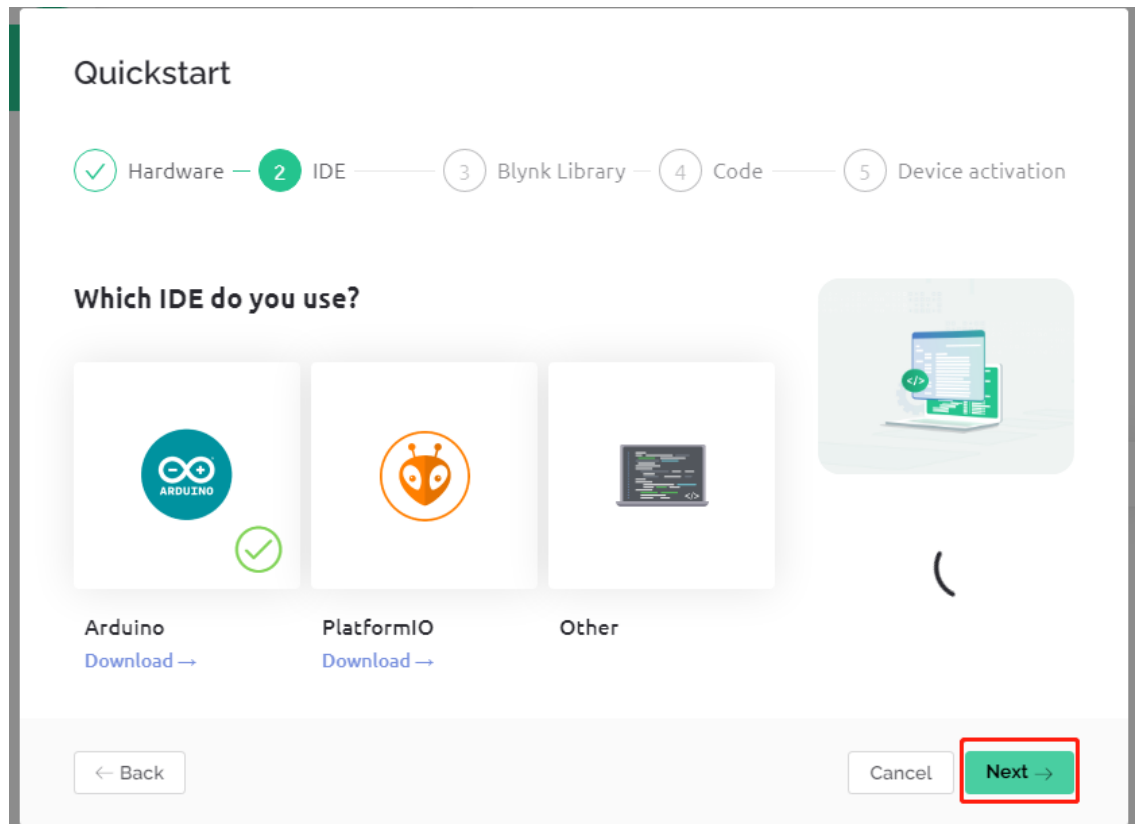 Quickstart
Hardware 2 IDE 3 Blynk Library 4 Code 5 Device activation
Which IDE do you use?
ARDUINO
</>
</>
Arduino PlatformIO Other
Download → Download →
← Back Cancel Next →